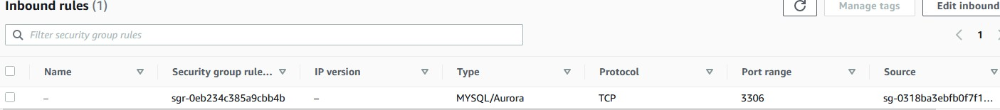 Inbound rules (1)
Manage tags
Edit inbound
Filter security group rules
1
Name Security group rule... IP version Type Protocol Port range Source
– sgr-0eb234c385a9cbb4b – MYSQL/Aurora TCP 3306 sg-0318ba3ebfb0f7f1...